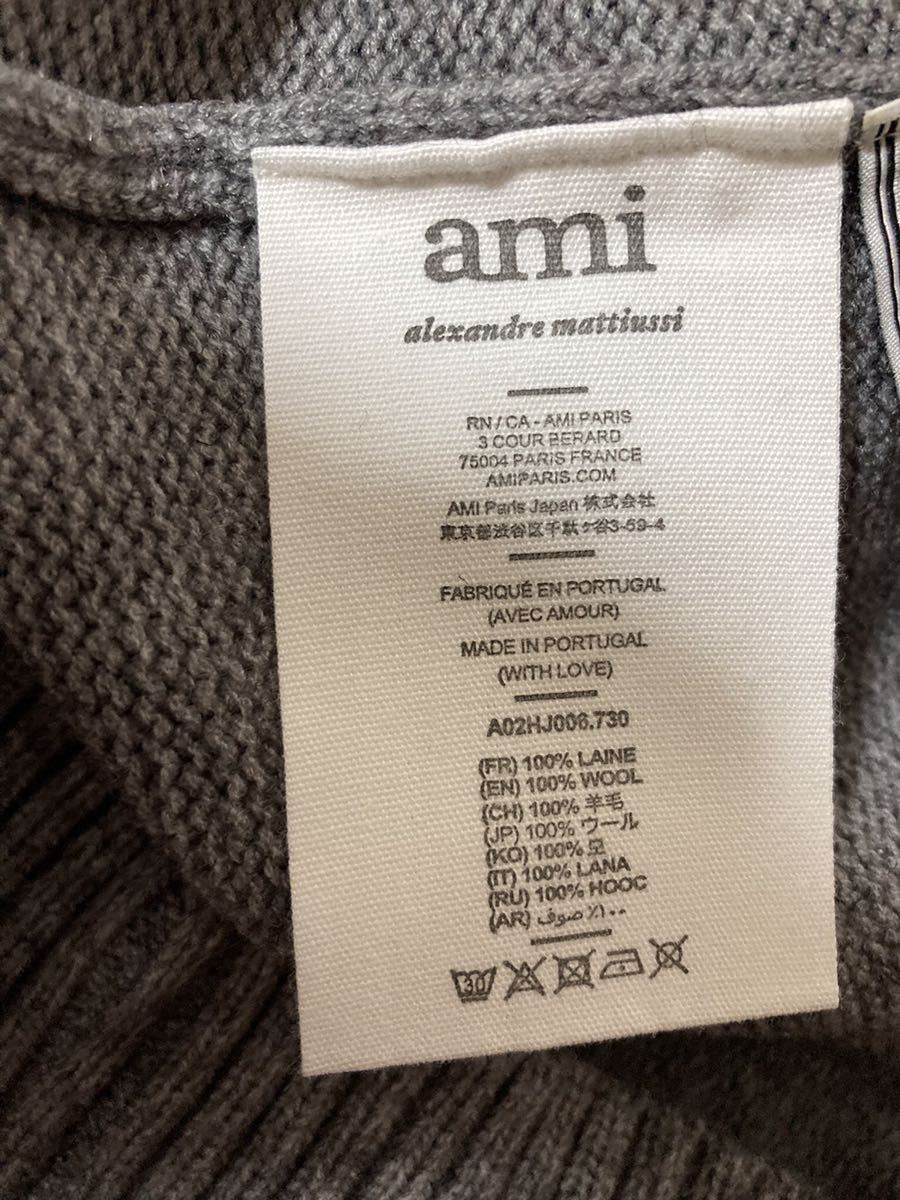 ami
alexandre mattiussi
RN / CA - AMI PARIS
3 COUR BERARD
75004 PARIS FRANCE
AMIPARIS.COM
AMI Paris Japan 株式会社
東京都渋谷区千駄ヶ谷3-59-4
FABRIQUÉ EN PORTUGAL
(AVEC AMOUR)
MADE IN PORTUGAL
(WITH LOVE)
A02HJ006.730
(FR) 100% LAINE
(EN) 100% WOOL
(CH) 100% 羊毛
(JP) 100% ウール
(KO) 100% 모
(IT) 100% LANA
(RU) 100% HOOC
(AR) صوف ٪١٠٠
30